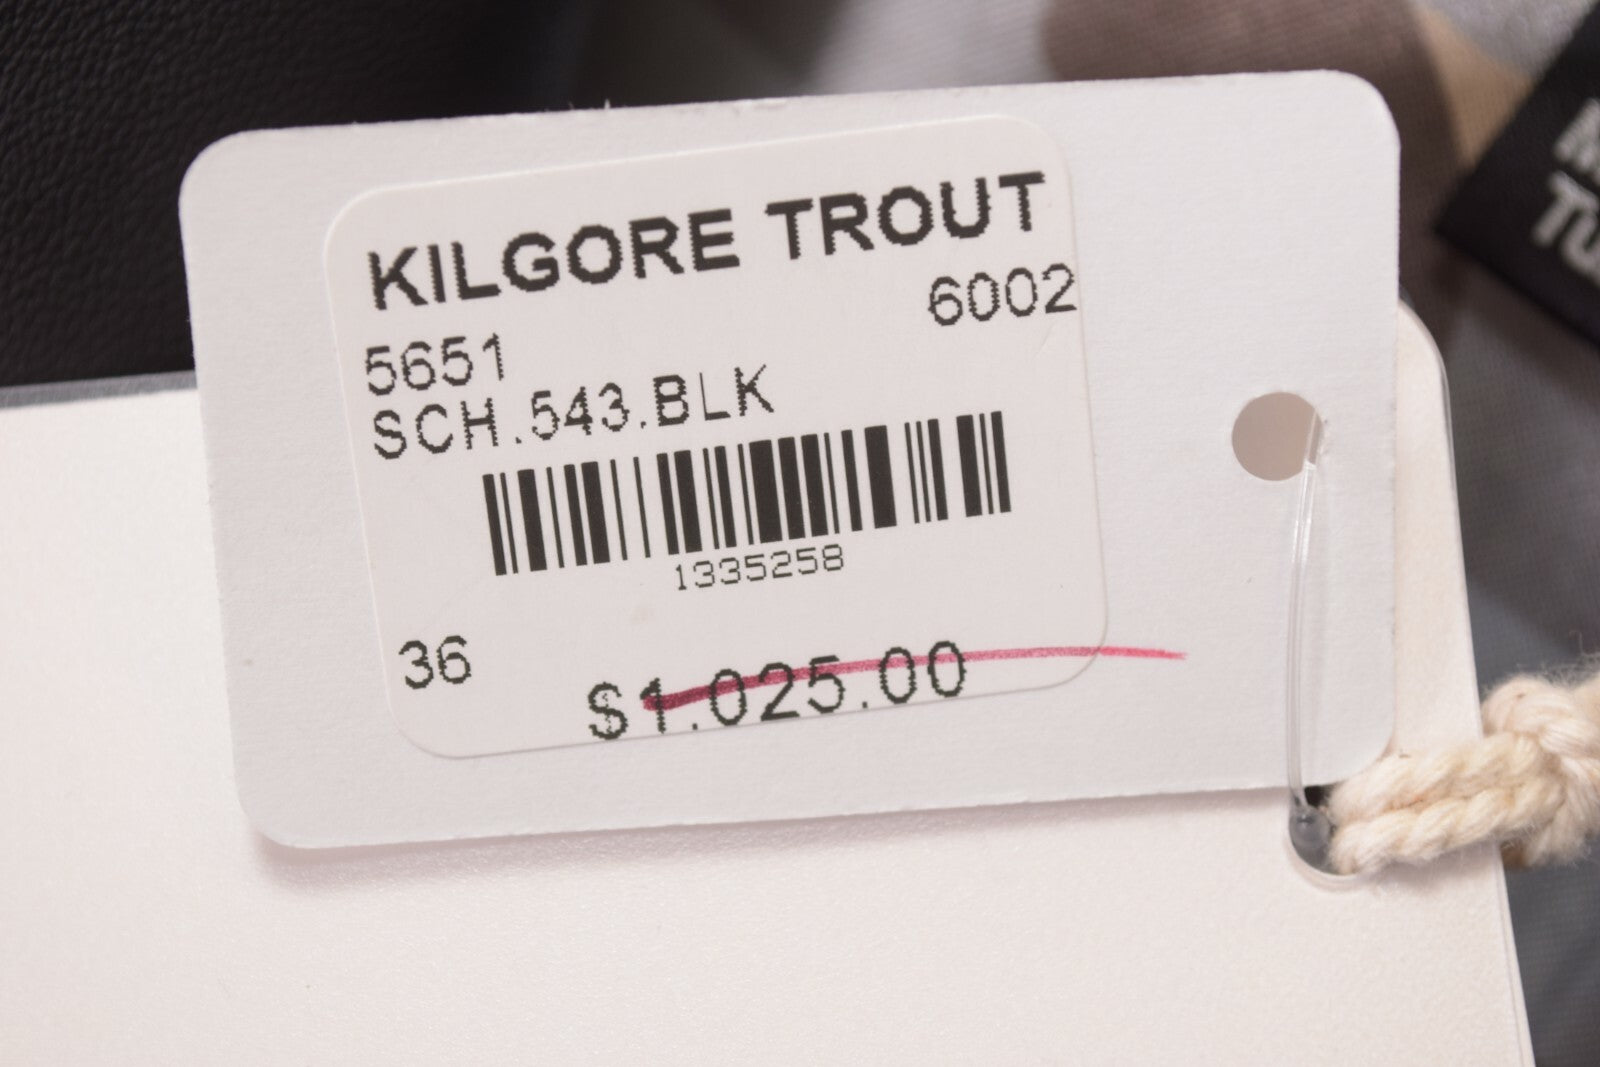 KILGORE TROUT
6002
5651
SCH.543.BLK
1335258
36
$1,025.00